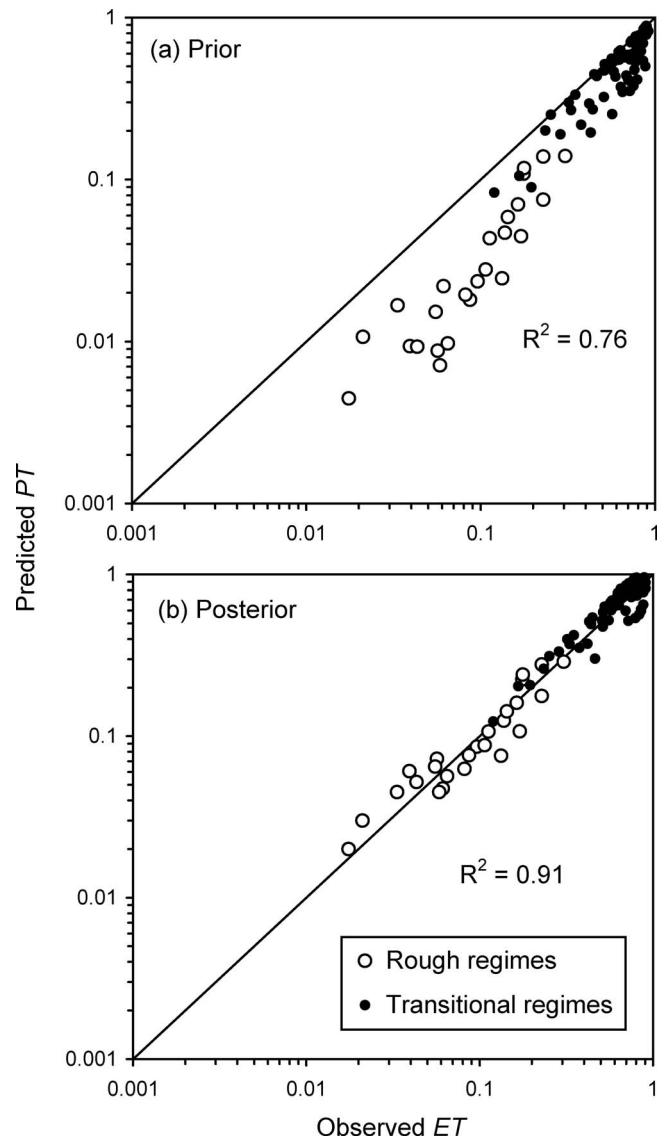 (a) Prior
1
0.1
0.01
0.001
R² = 0.76
0.001
0.01
0.1
1
Predicted PT
(b) Posterior
1
0.1
0.01
0.001
R² = 0.91
Rough regimes
Transitional regimes
0.001
0.01
0.1
1
Observed ET